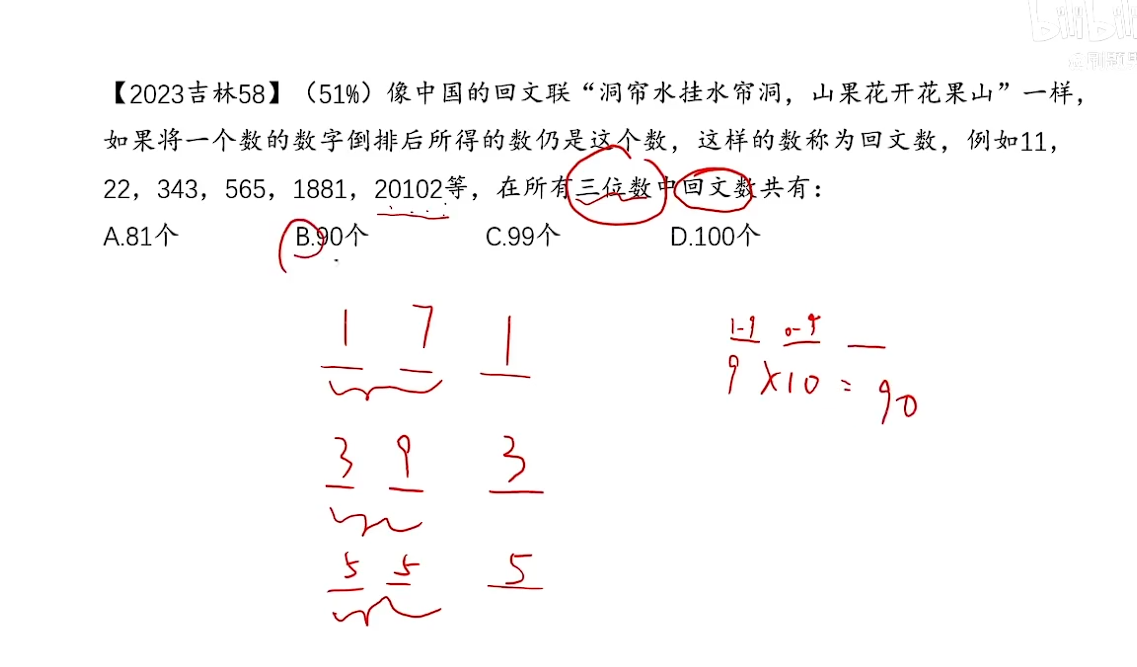 bilibili
【2023吉林58】（51%）像中国的回文联“洞帘水挂水帘洞，山果花开花果山”一样，
如果将一个数的数字倒排后所得的数仍是这个数，这样的数称为回文数，例如11，
22，343，565，1881，20102等，在所有三位数中回文数共有：
A.81个 B.90个 C.99个 D.100个
1 7 1
1-9 0-9
9×10=90
3 9 3
5 5 5